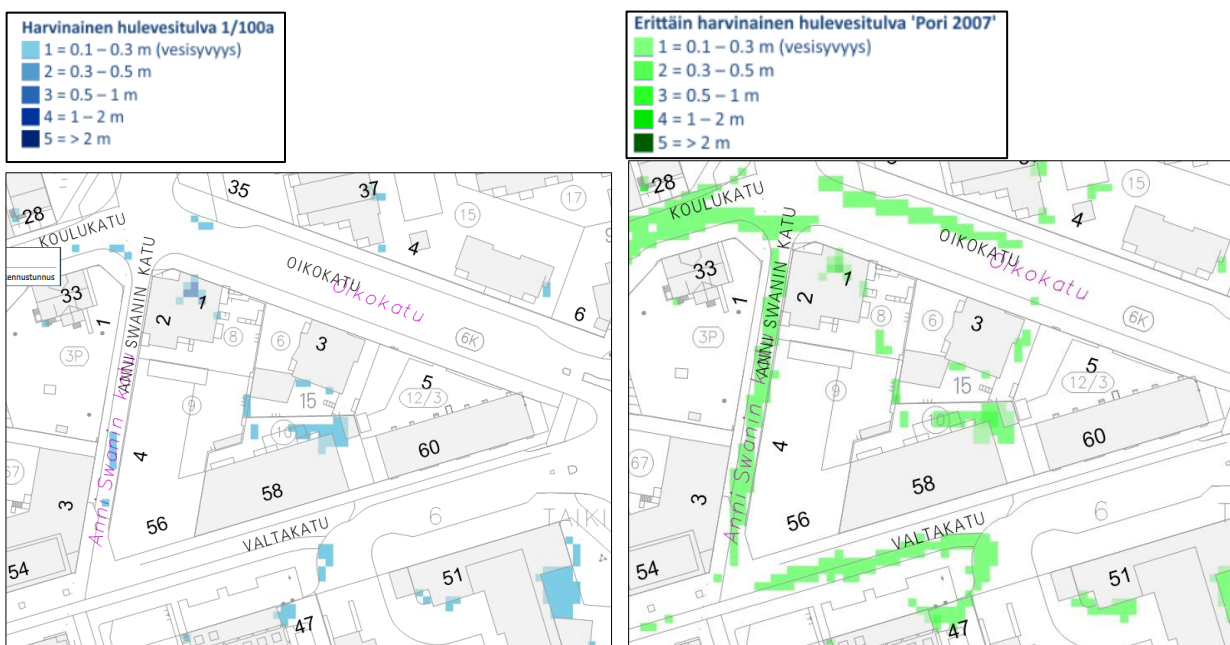 Harvinainen hulevesitulva 1/100a
1 = 0.1 – 0.3 m (vesisyvyys)
2 = 0.3 – 0.5 m
3 = 0.5 – 1 m
4 = 1 – 2 m
5 = > 2 m
Erittäin harvinainen hulevesitulva 'Pori 2007'
1 = 0.1 – 0.3 m (vesisyvyys)
2 = 0.3 – 0.5 m
3 = 0.5 – 1 m
4 = 1 – 2 m
5 = > 2 m
28
35
37
15
17
KOULUKATU
4
9
ennustunnus
OIKOKATU
Oikokatu
33
1
ANNI SWANIN KATU
Anni Swanin katu
2
1
8
6
3
6K
6
3P
5
12/3
9
15
10
67
4
60
3
58
56
6
TAIKI
VALTAKATU
54
51
4
47
28
KOULUKATU
15
4
OIKOKATU
Oikokatu
33
1
ANNI SWANIN KATU
Anni Swanin katu
2
1
8
6
3
6K
3P
5
12/3
9
15
10
67
4
60
3
58
56
6
VALTAKATU
54
51
47